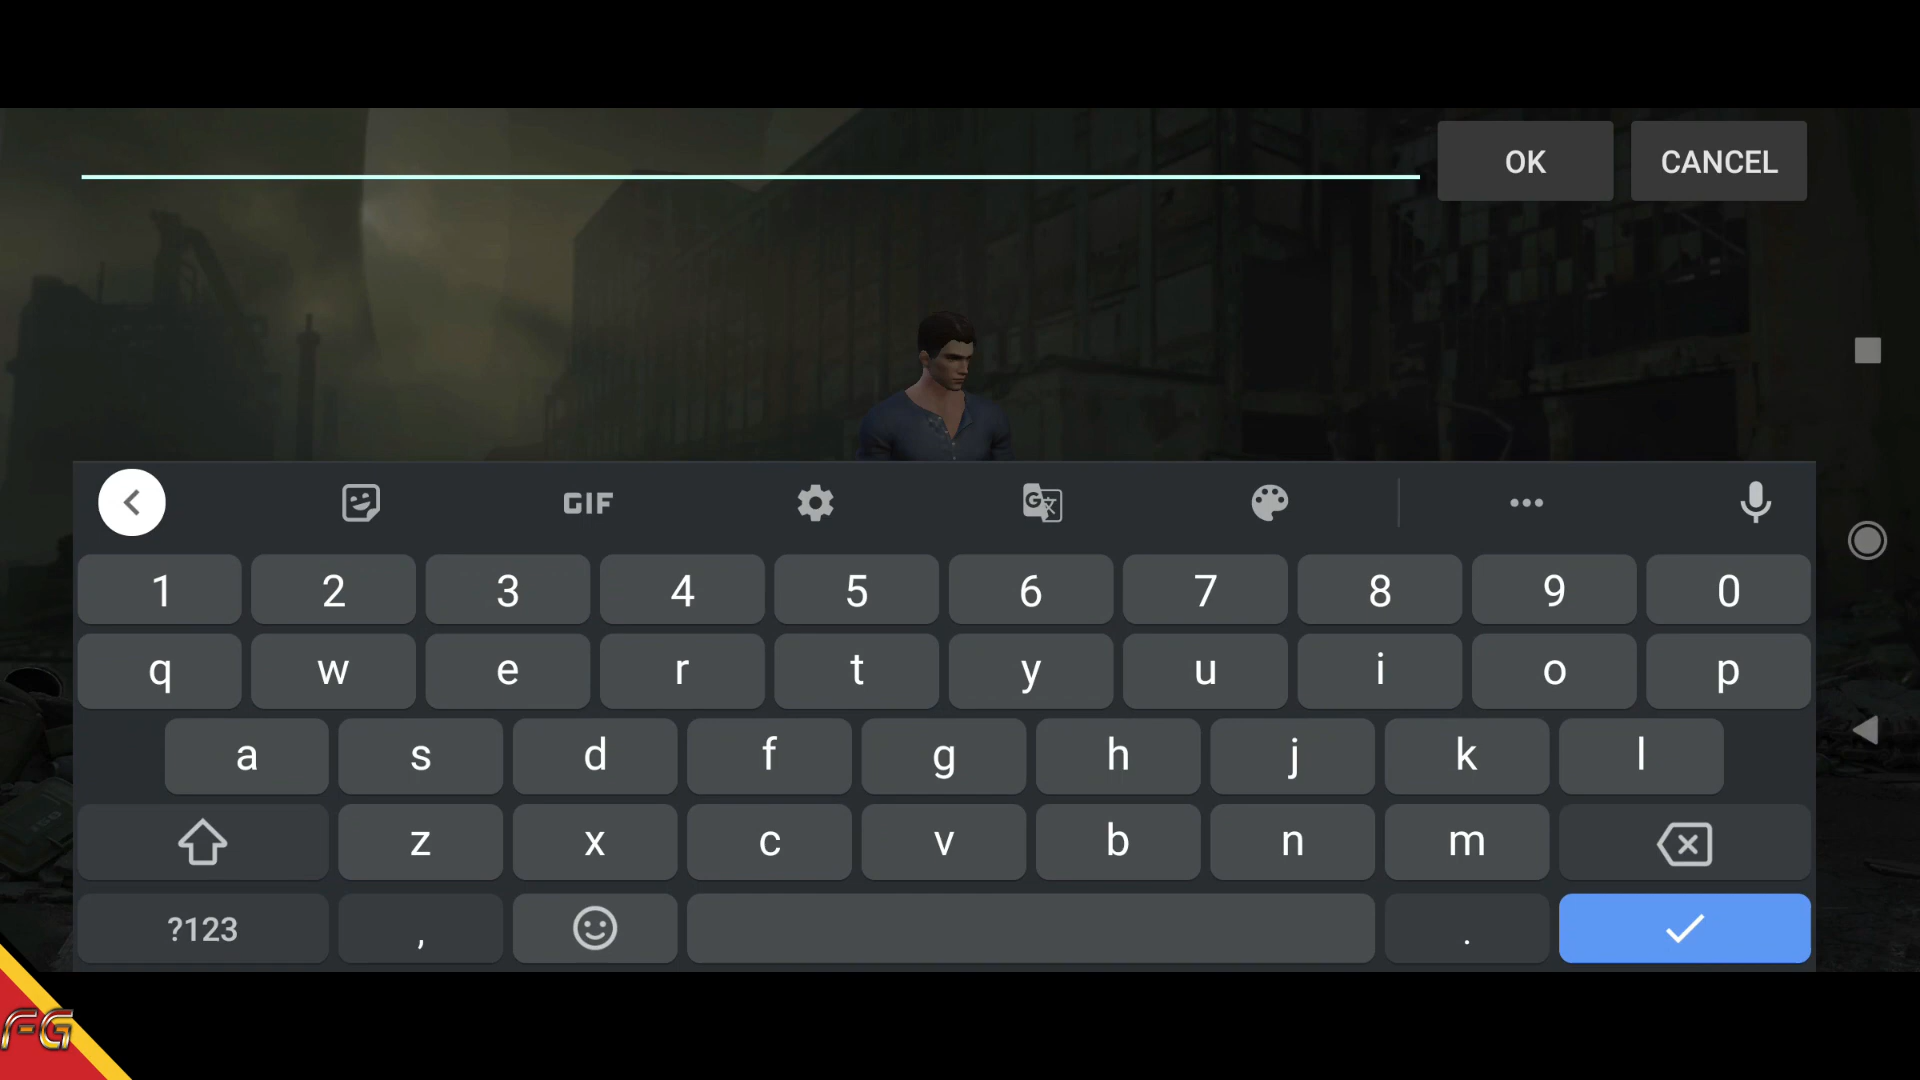 OK CANCEL
GIF
1 2 3 4 5 6 7 8 9 0
q w e r t y u i o p
a s d f g h j k l
z x c v b n m
?123 , .
FG